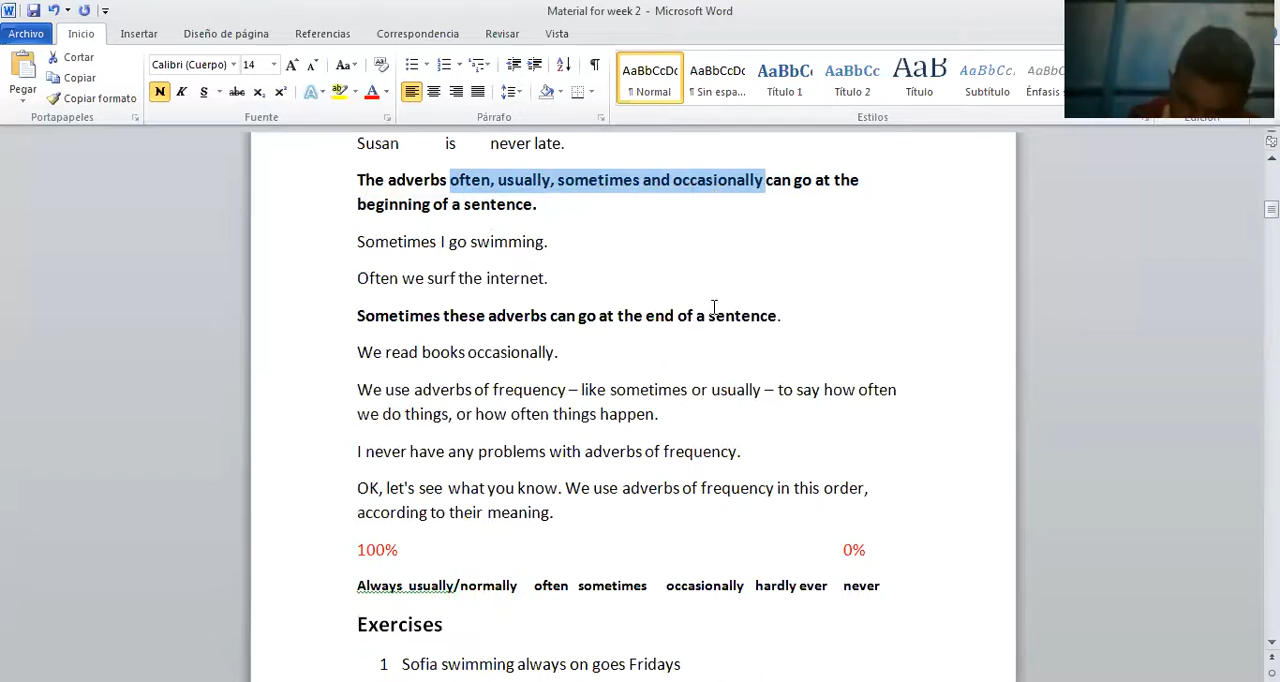 Material for week 2 - Microsoft Word
Archivo Inicio Insertar Diseño de página Referencias Correspondencia Revisar Vista
Pegar
Cortar
Copiar
Copiar formato
Portapapeles
Calibri (Cuerpo) 14
N K S abc
Fuente
Párrafo
AaBbCcDc AaBbCcDc AaBbC AaBbCc AaB AaBbCc AaBbCc
¶ Normal ¶ Sin espa... Título 1 Título 2 Título Subtítulo Énfasis
Estilos
Susan is never late.
The adverbs often, usually, sometimes and occasionally can go at the
beginning of a sentence.
Sometimes I go swimming.
Often we surf the internet.
Sometimes these adverbs can go at the end of a sentence.
We read books occasionally.
We use adverbs of frequency – like sometimes or usually – to say how often
we do things, or how often things happen.
I never have any problems with adverbs of frequency.
OK, let's see what you know. We use adverbs of frequency in this order,
according to their meaning.
100% 0%
Always usually/normally often sometimes occasionally hardly ever never
Exercises
1 Sofia swimming always on goes Fridays